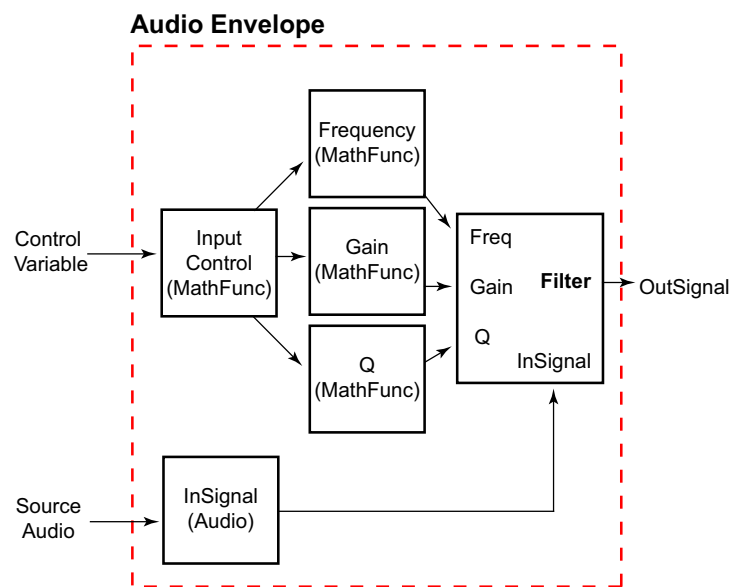 Audio Envelope
Frequency
(MathFunc)
Control
Variable
Input
Control
(MathFunc)
Gain
(MathFunc)
Q
(MathFunc)
Freq
Gain
Q
Filter
InSignal
OutSignal
Source
Audio
InSignal
(Audio)